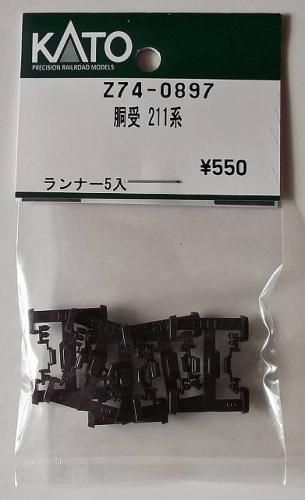 KATO
PRECISION RAILROAD MODELS
Z74-0897
胴受 211系
¥550
ランナー5入